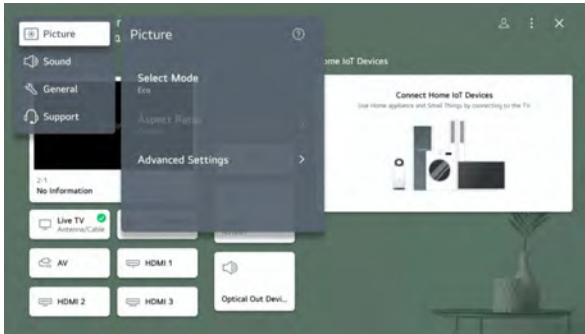 Picture
Sound
General
Support
Picture
Select Mode
Eco
Aspect Ratio
Advanced Settings
ome IoT Devices
Connect Home IoT Devices
Use Home appliance and Small Things by connecting to the TV.
2-1
No Information
Live TV
Antenna/Cable
AV
HDMI 1
HDMI 2
HDMI 3
Optical Out Devi...